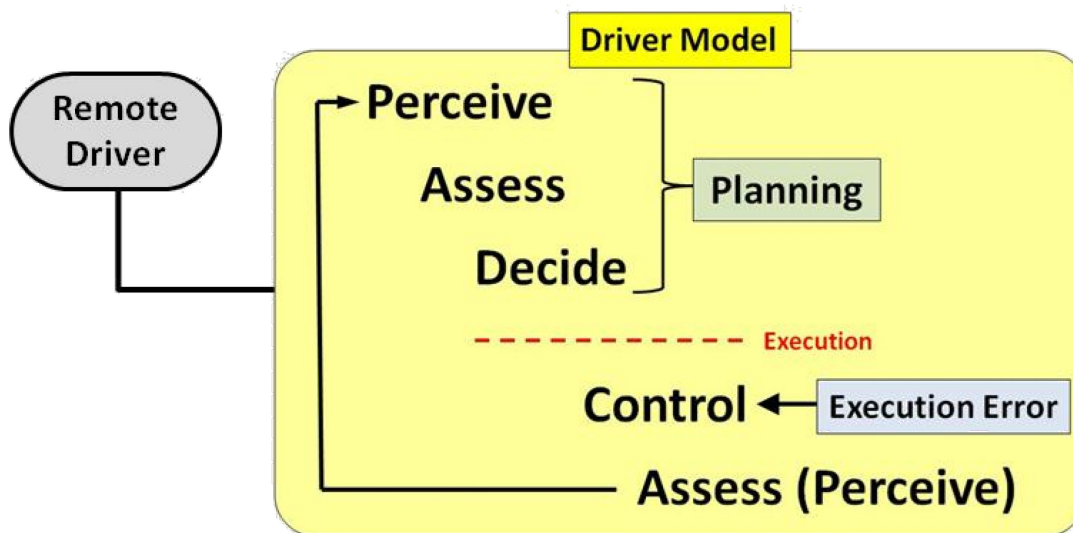 Driver Model
Remote
Driver
Perceive
Assess
Planning
Decide
Execution
Control
Execution Error
Assess (Perceive)